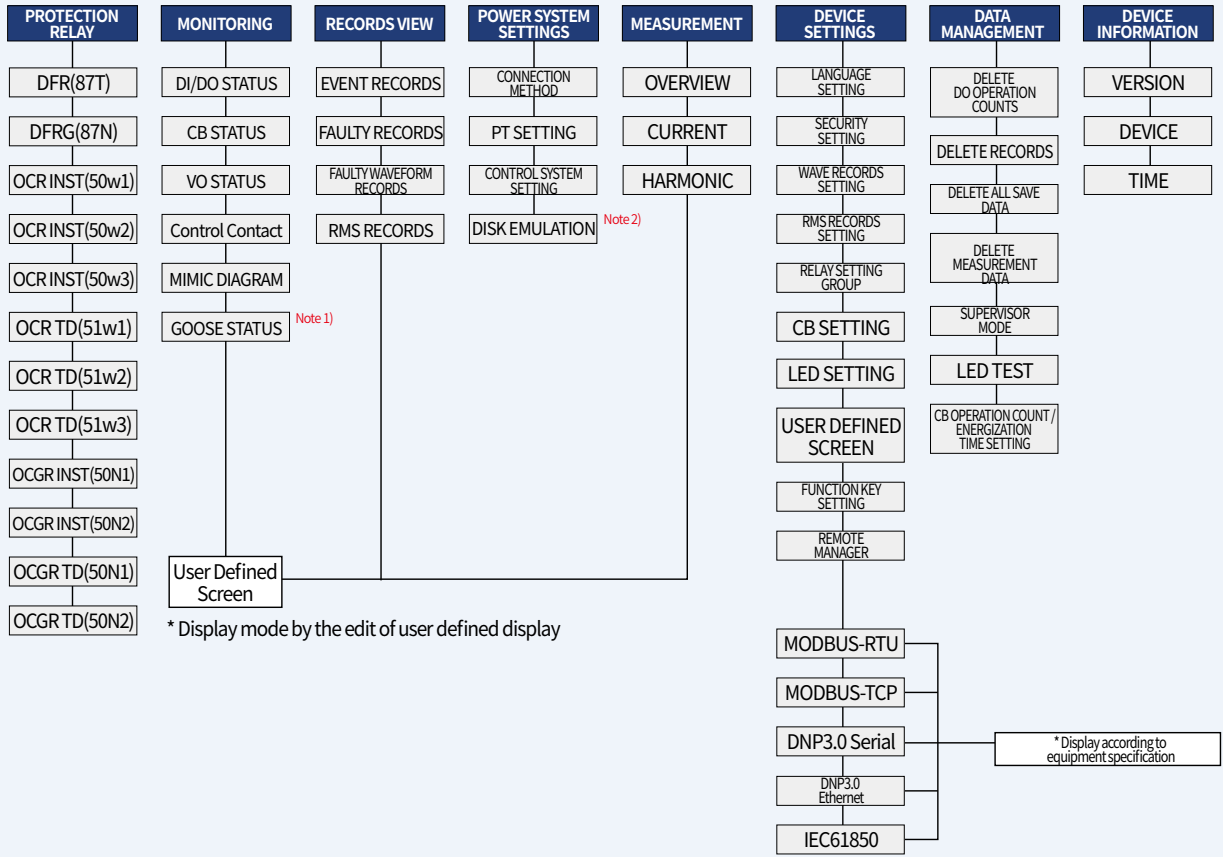 PROTECTION
RELAY
DFR(87T)
DFRG(87N)
OCR INST(50w1)
OCR INST(50w2)
OCR INST(50w3)
OCR TD(51w1)
OCR TD(51w2)
OCR TD(51w3)
OCGR INST(50N1)
OCGR INST(50N2)
OCGR TD(50N1)
OCGR TD(50N2)
MONITORING
DI/DO STATUS
CB STATUS
VO STATUS
Control Contact
MIMIC DIAGRAM
GOOSE STATUS
Note 1)
User Defined
Screen
* Display mode by the edit of user defined display
RECORDS VIEW
EVENT RECORDS
FAULTY RECORDS
FAULTY WAVEFORM
RECORDS
RMS RECORDS
POWER SYSTEM
SETTINGS
CONNECTION
METHOD
PT SETTING
CONTROL SYSTEM
SETTING
DISK EMULATION
Note 2)
MEASUREMENT
OVERVIEW
CURRENT
HARMONIC
DEVICE
SETTINGS
LANGUAGE
SETTING
SECURITY
SETTING
WAVE RECORDS
SETTING
RMS RECORDS
SETTING
RELAY SETTING
GROUP
CB SETTING
LED SETTING
USER DEFINED
SCREEN
FUNCTION KEY
SETTING
REMOTE
MANAGER
MODBUS-RTU
MODBUS-TCP
DNP3.0 Serial
DNP3.0
Ethernet
IEC61850
* Display according to
equipment specification
DATA
MANAGEMENT
DELETE
DO OPERATION
COUNTS
DELETE RECORDS
DELETE ALL SAVE
DATA
DELETE
MEASUREMENT
DATA
SUPERVISOR
MODE
LED TEST
CB OPERATION COUNT /
ENERGIZATION
TIME SETTING
DEVICE
INFORMATION
VERSION
DEVICE
TIME